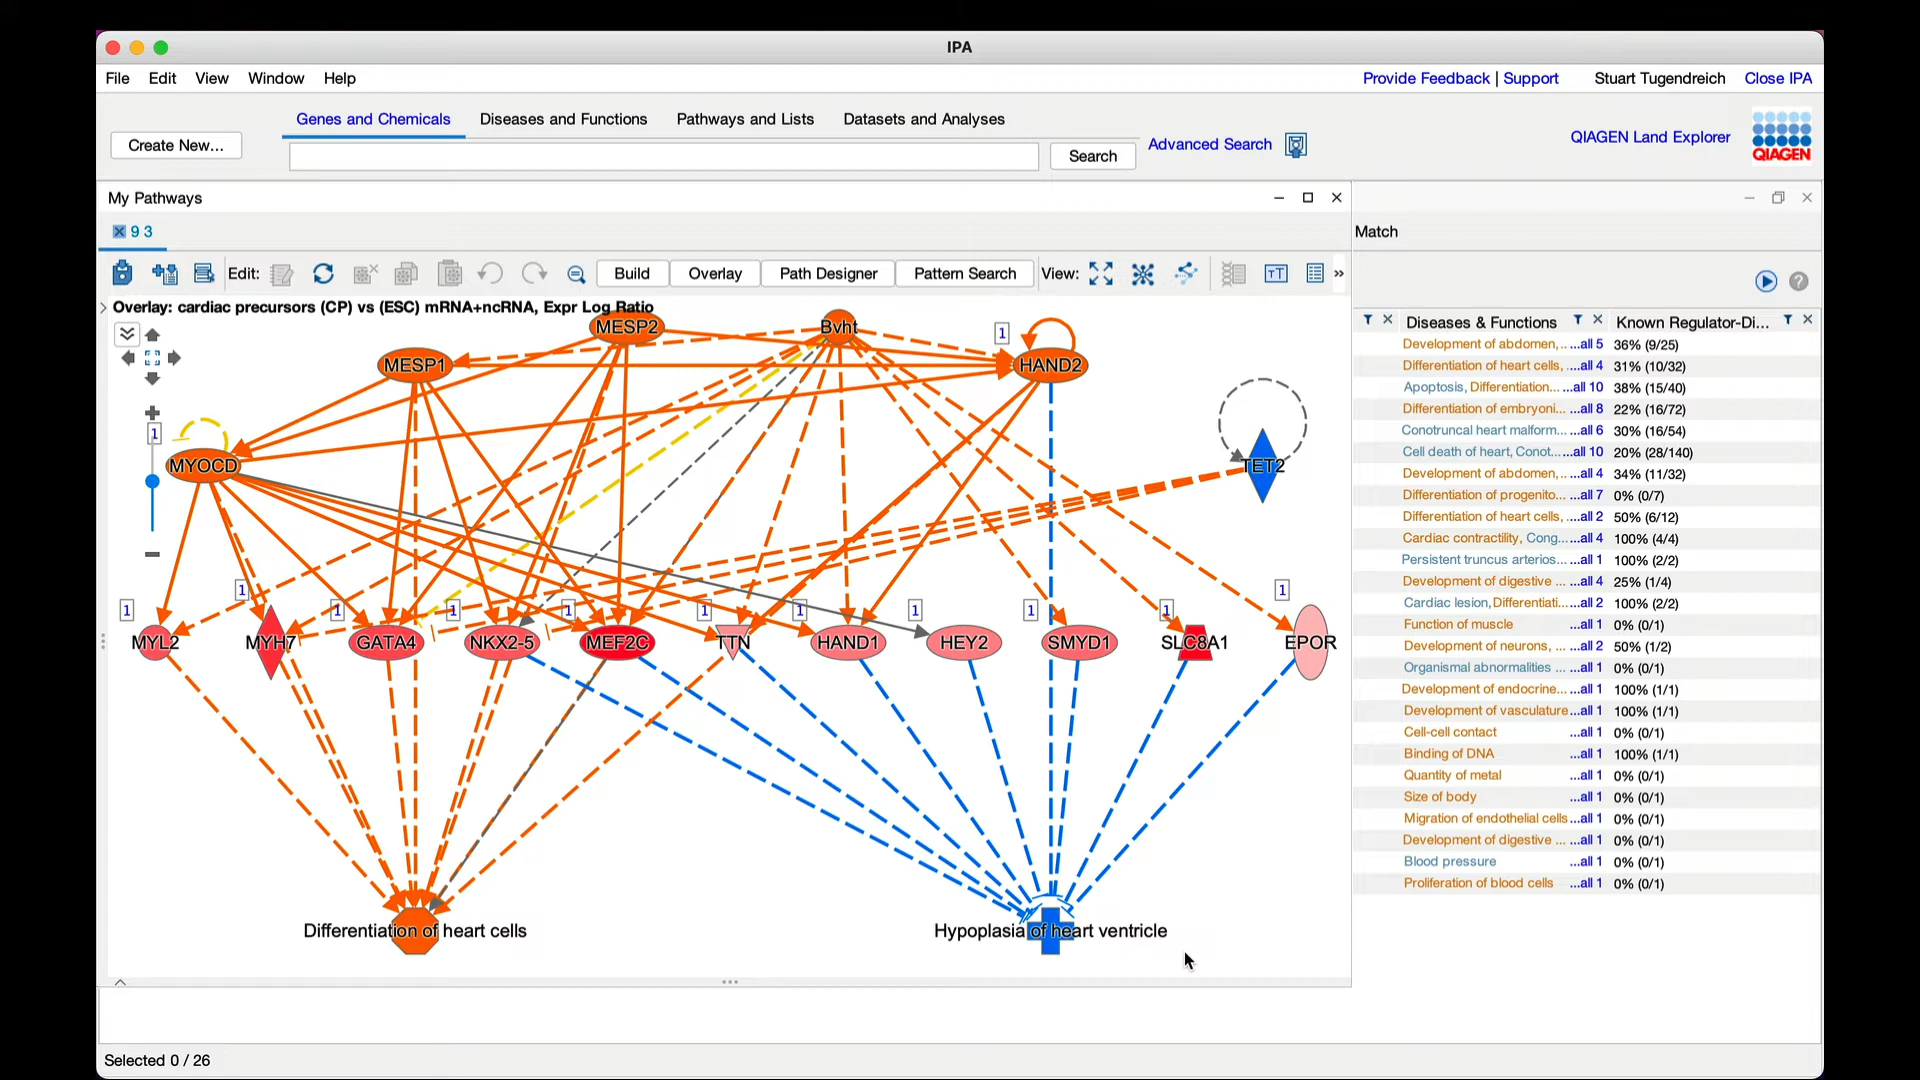 IPA
File Edit View Window Help
Provide Feedback | Support Stuart Tugendreich Close IPA
Genes and Chemicals Diseases and Functions Pathways and Lists Datasets and Analyses
Create New...
Search
Advanced Search
QIAGEN Land Explorer
QIAGEN
My Pathways
9 3
Match
Edit: Build Overlay Path Designer Pattern Search View: TT »
Overlay: cardiac precursors (CP) vs (ESC) mRNA+ncRNA, Expr Log Ratio
MESP2
Bvht
1
MESP1
HAND2
1
MYOCD
TET2
1 1 1 1 1 1 1 1 1 1 1
MYL2 MYH7 GATA4 NKX2-5 MEF2C TTN HAND1 HEY2 SMYD1 SLC8A1 EPOR
Differentiation of heart cells
Hypoplasia of heart ventricle
Diseases & Functions Known Regulator-Di...
Development of abdomen,...all 5 36% (9/25)
Differentiation of heart cells, ...all 4 31% (10/32)
Apoptosis, Differentiation... ...all 10 38% (15/40)
Differentiation of embryoni... ...all 8 22% (16/72)
Conotruncal heart malform... ...all 6 30% (16/54)
Cell death of heart, Conot... ...all 10 20% (28/140)
Development of abdomen,...all 4 34% (11/32)
Differentiation of progenito... ...all 7 0% (0/7)
Differentiation of heart cells, ...all 2 50% (6/12)
Cardiac contractility, Cong... ...all 4 100% (4/4)
Persistent truncus arterios... ...all 1 100% (2/2)
Development of digestive ... ...all 4 25% (1/4)
Cardiac lesion,Differentiati... ...all 2 100% (2/2)
Function of muscle ...all 1 0% (0/1)
Development of neurons, ... ...all 2 50% (1/2)
Organismal abnormalities ... ...all 1 0% (0/1)
Development of endocrine... ...all 1 100% (1/1)
Development of vasculature ...all 1 100% (1/1)
Cell-cell contact ...all 1 0% (0/1)
Binding of DNA ...all 1 100% (1/1)
Quantity of metal ...all 1 0% (0/1)
Size of body ...all 1 0% (0/1)
Migration of endothelial cells ...all 1 0% (0/1)
Development of digestive ... ...all 1 0% (0/1)
Blood pressure ...all 1 0% (0/1)
Proliferation of blood cells ...all 1 0% (0/1)
Selected 0 / 26